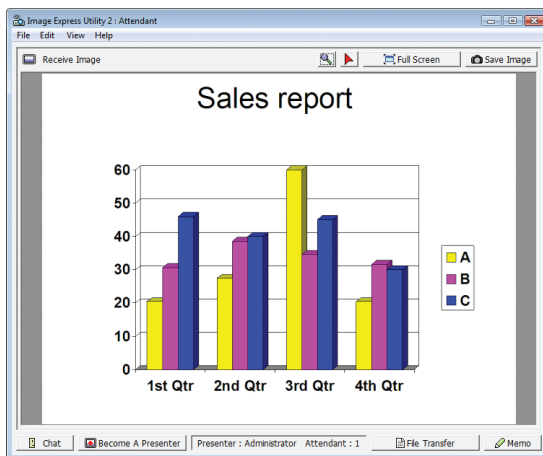 Image Express Utility 2 : Attendant
File Edit View Help
Receive Image Full Screen Save Image
Sales report
60
50
40
30
20
10
0
1st Qtr 2nd Qtr 3rd Qtr 4th Qtr
A
B
C
Chat Become A Presenter Presenter : Administrator Attendant : 1 File Transfer Memo